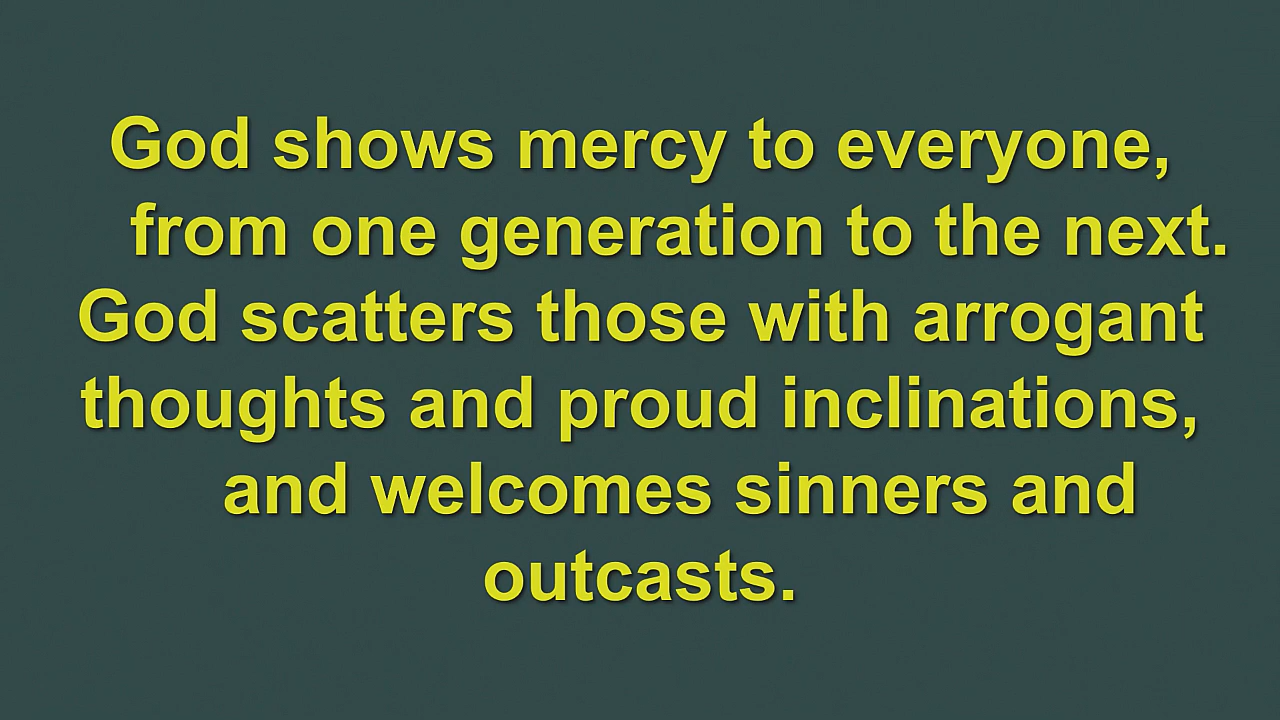 God shows mercy to everyone,
from one generation to the next.
God scatters those with arrogant
thoughts and proud inclinations,
and welcomes sinners and
outcasts.